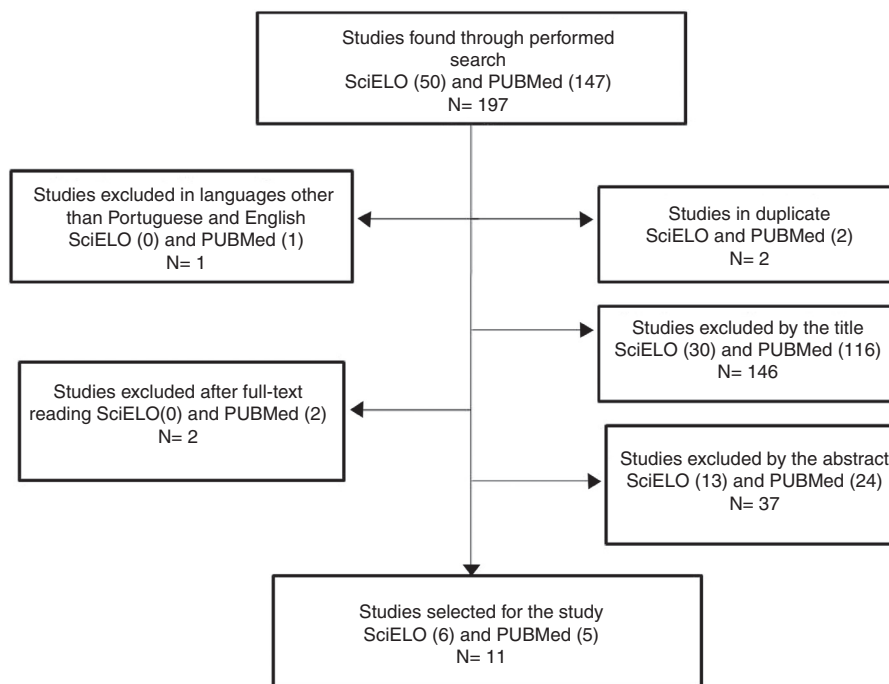 Studies found through performed
search
SciELO (50) and PUBMed (147)
N= 197
Studies excluded in languages other
than Portuguese and English
SciELO (0) and PUBMed (1)
N= 1
Studies in duplicate
SciELO and PUBMed (2)
N= 2
Studies excluded by the title
SciELO (30) and PUBMed (116)
N= 146
Studies excluded after full-text
reading SciELO(0) and PUBMed (2)
N= 2
Studies excluded by the abstract
SciELO (13) and PUBMed (24)
N= 37
Studies selected for the study
SciELO (6) and PUBMed (5)
N= 11